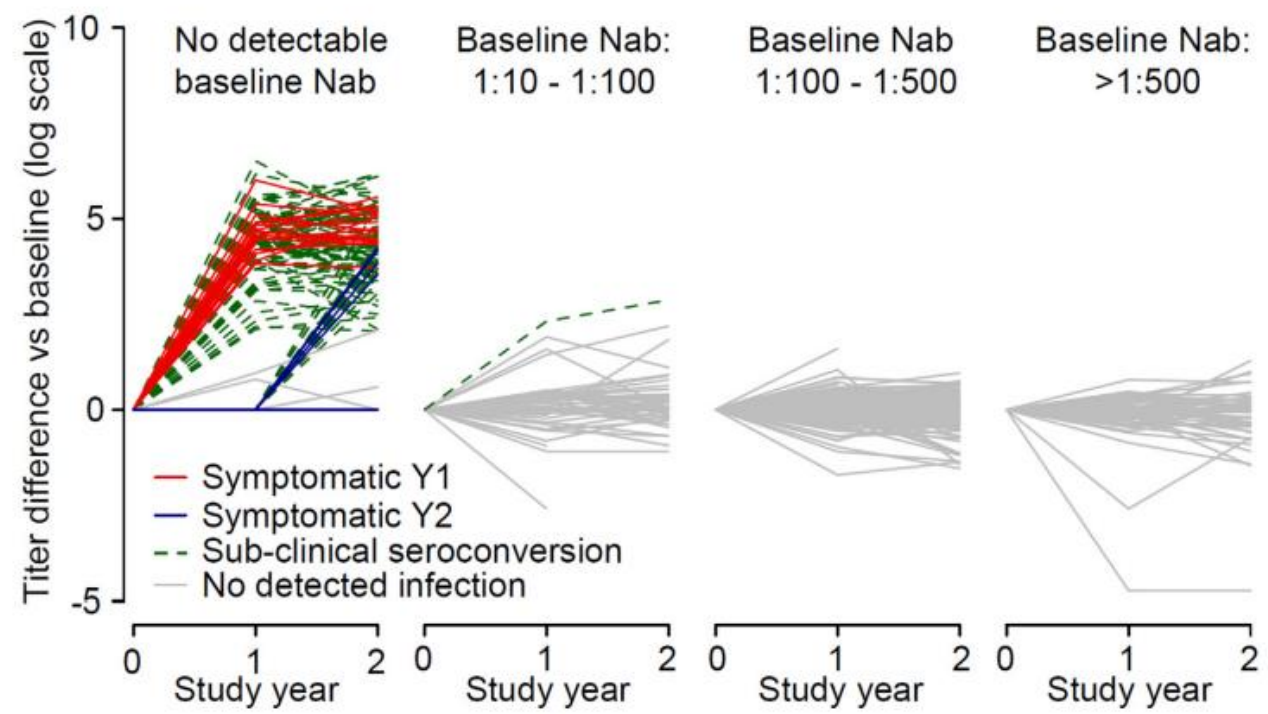 Titer difference vs baseline (log scale)
10
5
0
-5
No detectable
baseline Nab
Baseline Nab:
1:10 - 1:100
Baseline Nab
1:100 - 1:500
Baseline Nab:
>1:500
Symptomatic Y1
Symptomatic Y2
Sub-clinical seroconversion
No detected infection
0 1 2
Study year
0 1 2
Study year
0 1 2
Study year
0 1 2
Study year